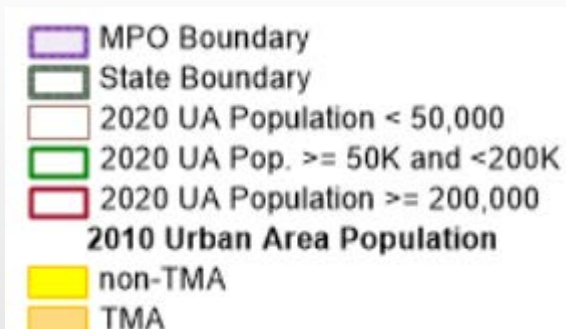 MPO Boundary
State Boundary
2020 UA Population < 50,000
2020 UA Pop. >= 50K and <200K
2020 UA Population >= 200,000
2010 Urban Area Population
non-TMA
TMA